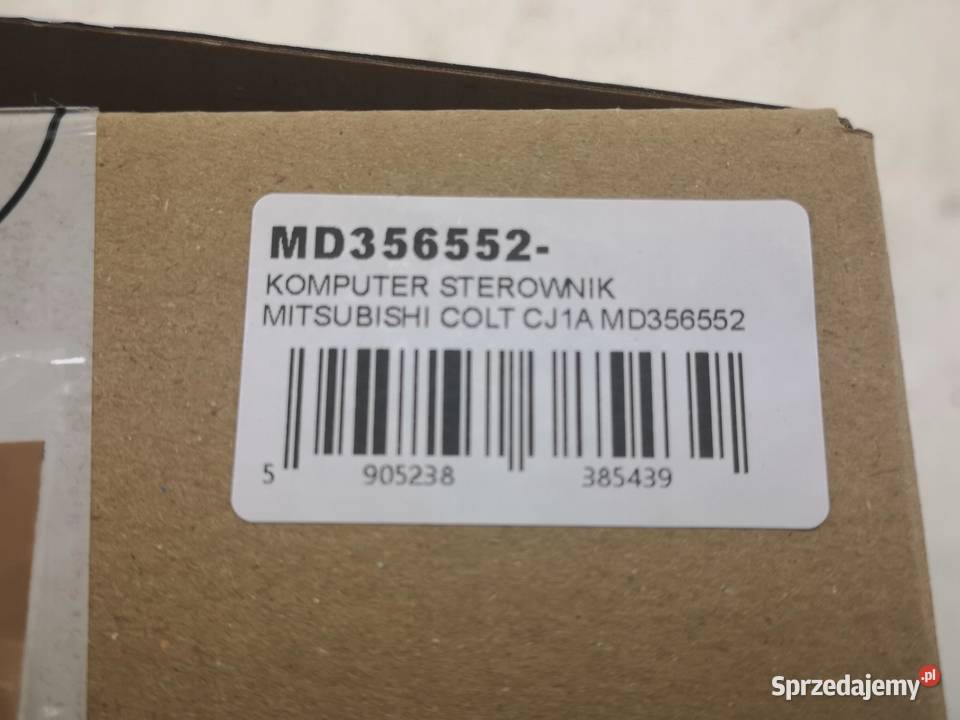 MD356552-
KOMPUTER STEROWNIK
MITSUBISHI COLT CJ1A MD356552
5 905238 385439
Sprzedajemy.pl